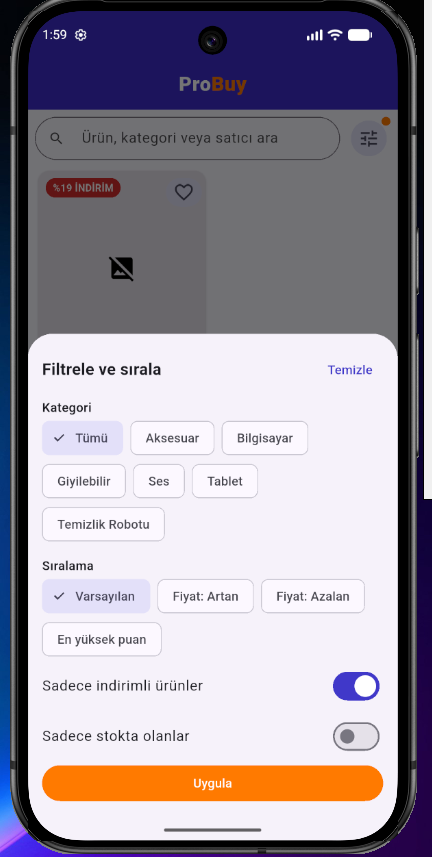 1:59
ProBuy
Ürün, kategori veya satıcı ara
%19 İNDİRİM
Filtrele ve sırala
Temizle
Kategori
Tümü
Aksesuar
Bilgisayar
Giyilebilir
Ses
Tablet
Temizlik Robotu
Sıralama
Varsayılan
Fiyat: Artan
Fiyat: Azalan
En yüksek puan
Sadece indirimli ürünler
Sadece stokta olanlar
Uygula